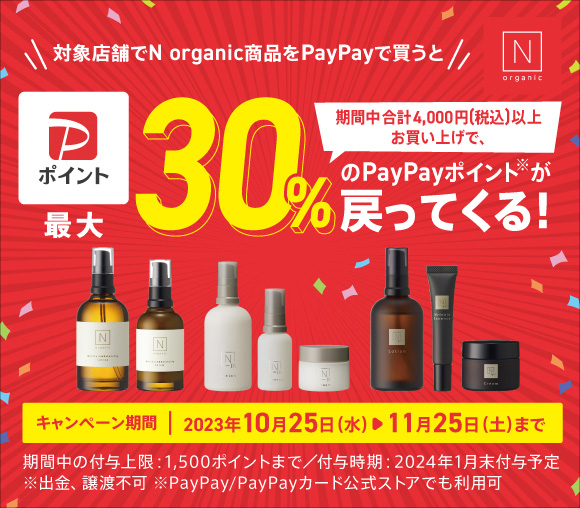 対象店舗でN organic商品をPayPayで買うと
N
organic
P
ポイント
最大
30%
期間中合計4,000円(税込)以上
お買い上げで、
のPayPayポイント※が
戻ってくる!
N
N
N
N
N
Lotion
Cream
キャンペーン期間 2023年10月25日(水)▶11月25日(土)まで
期間中の付与上限:1,500ポイントまで/付与時期:2024年1月末付与予定
※出金、譲渡不可 ※PayPay/PayPayカード公式ストアでも利用可